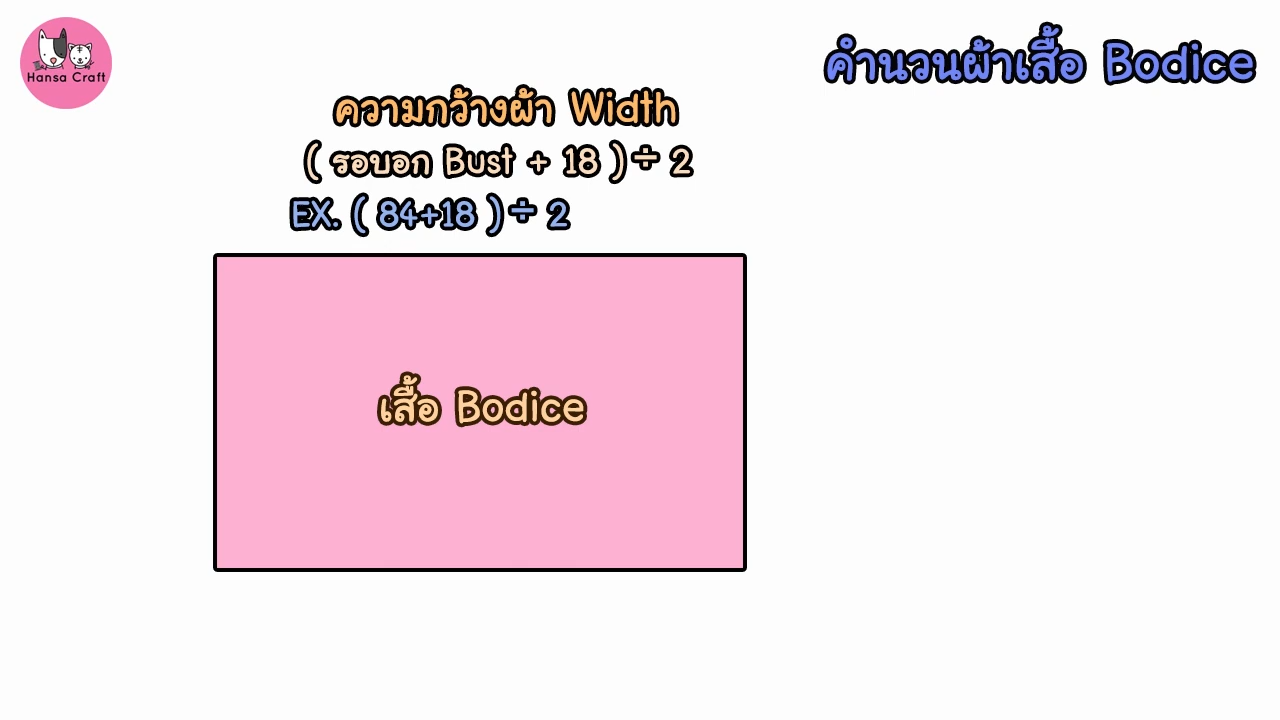 Hansa Craft
คำนวนผ้าเสื้อ Bodice
ความกว้างผ้า Width
( รอบอก Bust + 18 ) ÷ 2
EX. ( 84+18 ) ÷ 2
เสื้อ Bodice